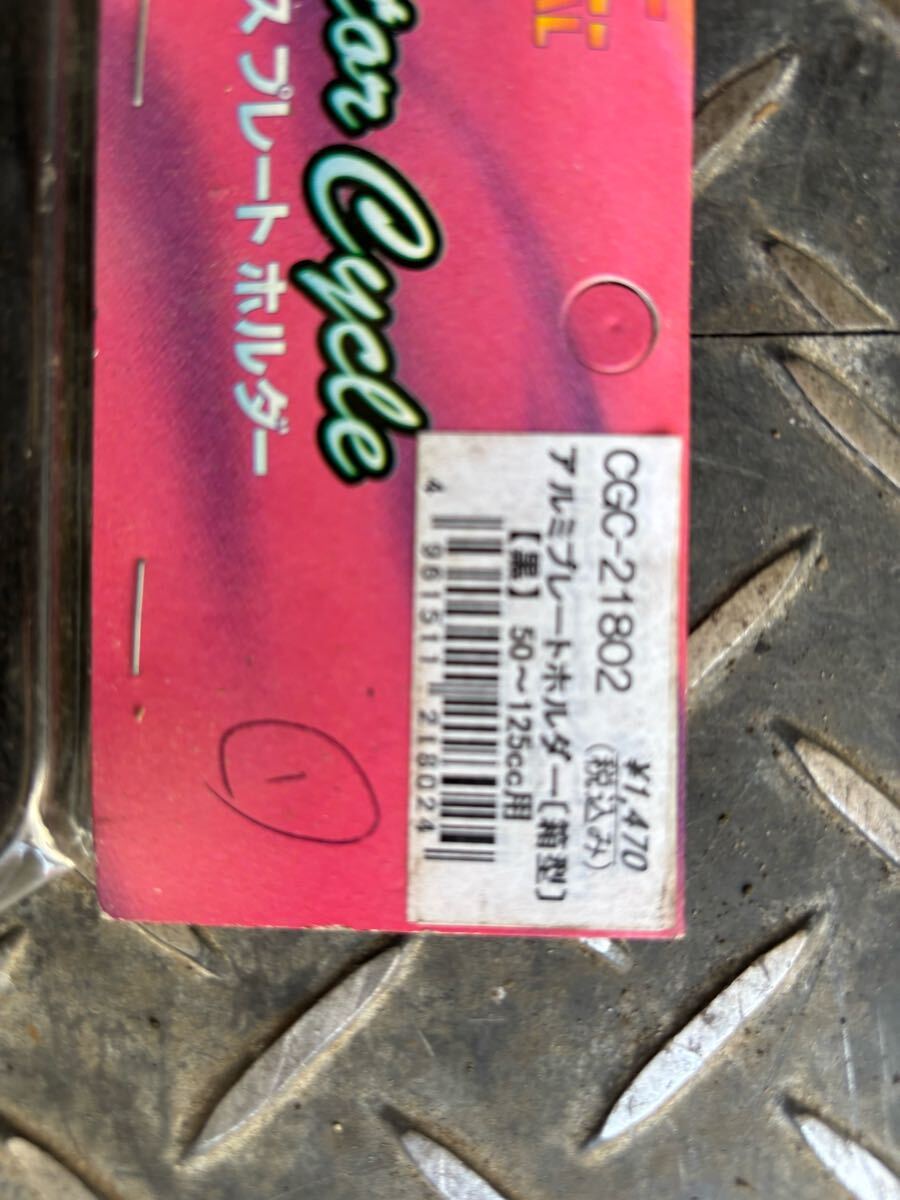 tor Cycle
ス プレート ホルダー
CGC-21802
¥1,470
(税込み)
アルミプレートホルダー[箱型]
【黒】 50～125cc用
4 961511 218024
1